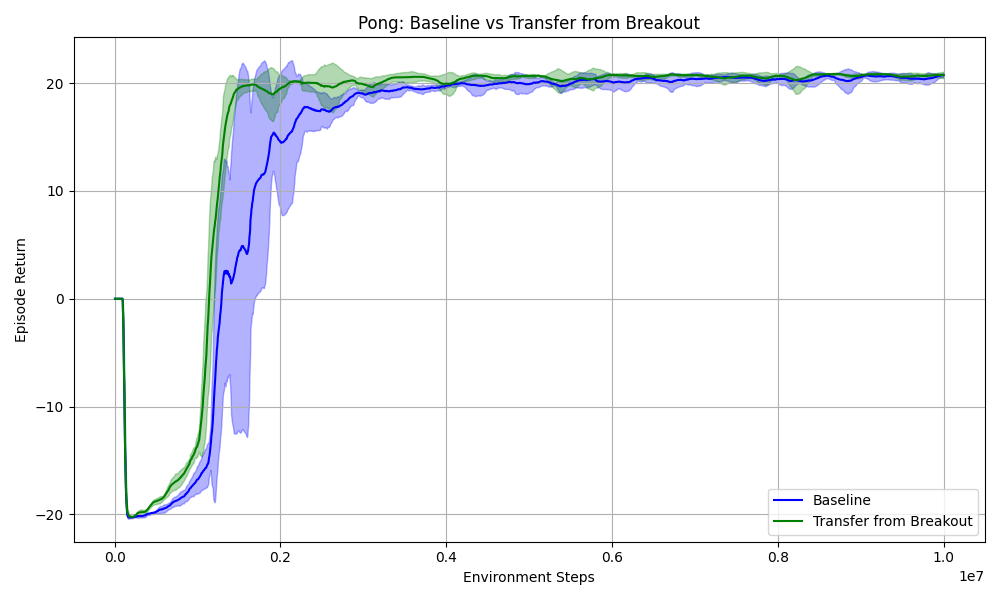 Pong: Baseline vs Transfer from Breakout
Episode Return
20
10
0
−10
−20
0.0
0.2
0.4
0.6
0.8
1.0
1e7
Environment Steps
Baseline
Transfer from Breakout